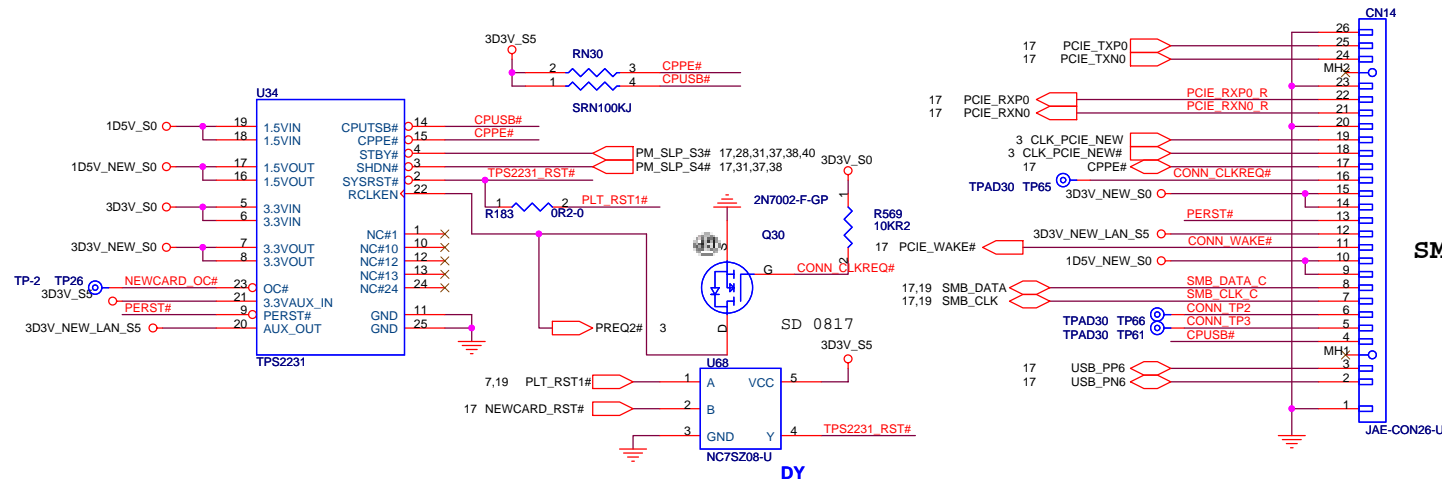 3D3V_S5
RN30
2 3 CPPE#
1 4 CPUSB#
SRN100KJ
U34
1D5V_S0 19 1.5VIN CPUTSB# 14 CPUSB#
18 1.5VIN CPPE# 15 CPPE#
STBY# 4 PM_SLP_S3# 17,28,31,37,38,40
1D5V_NEW_S0 17 1.5VOUT SHDN# 3 PM_SLP_S4# 17,31,37,38
16 1.5VOUT SYSRST# 2 TPS2231_RST#
RCLKEN 22
3D3V_S0 5 3.3VIN
6 3.3VIN
R183 1 2 0R2-0 PLT_RST1#
NC#1 1
3D3V_NEW_S0 7 3.3VOUT NC#10 10
8 3.3VOUT NC#12 12
NC#13 13
TP-2 TP26 NEWCARD_OC# 23 OC# NC#24 24
3D3V_S5 21 3.3VAUX_IN
PERST# 9 PERST# GND 11
3D3V_NEW_LAN_S5 20 AUX_OUT GND 25
TPS2231
3D3V_S0
2N7002-F-GP
1 R569
10KR2
2
Q30
S
G CONN_CLKREQ#
D
PREQ2# 3
SD 0817
3D3V_S5
U68
7,19 PLT_RST1# 1 A VCC 5
17 NEWCARD_RST# 2 B
3 GND Y 4 TPS2231_RST#
NC7SZ08-U
DY
CN14
26
17 PCIE_TXP0 25
17 PCIE_TXN0 24
MH2
23
17 PCIE_RXP0 PCIE_RXP0_R 22
17 PCIE_RXN0 PCIE_RXN0_R 21
20
3 CLK_PCIE_NEW 19
3 CLK_PCIE_NEW# 18
17 CPPE# 17
TPAD30 TP65 CONN_CLKREQ# 16
3D3V_NEW_S0 15
14
PERST# 13
3D3V_NEW_LAN_S5 12
17 PCIE_WAKE# CONN_WAKE# 11
1D5V_NEW_S0 10
9
17,19 SMB_DATA SMB_DATA_C 8
17,19 SMB_CLK SMB_CLK_C 7
TPAD30 TP66 CONN_TP2 6
TPAD30 TP61 CONN_TP3 5
CPUSB# 4
MH1
17 USB_PP6 3
17 USB_PN6 2
1
JAE-CON26-U
SM